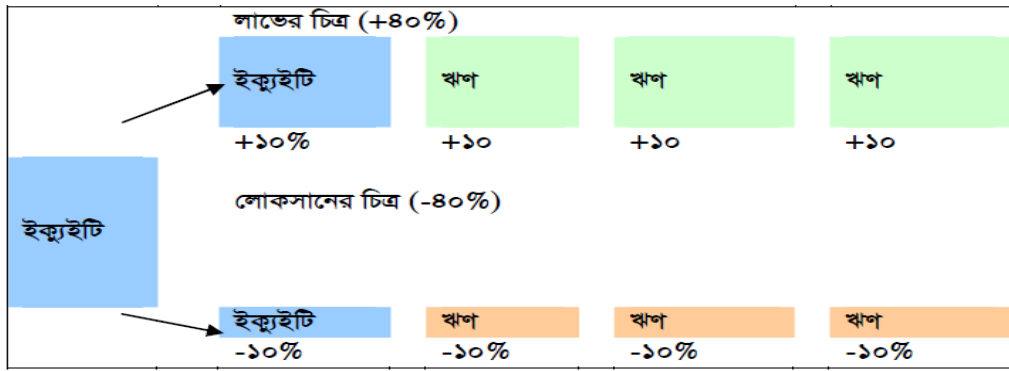 লাভের চিত্র (+৪০%)
ইক্যুইটি ঋণ ঋণ ঋণ
+১০% +১০ +১০ +১০
লোকসানের চিত্র (-৪০%)
ইক্যুইটি
ইক্যুইটি ঋণ ঋণ ঋণ
-১০% -১০% -১০% -১০%